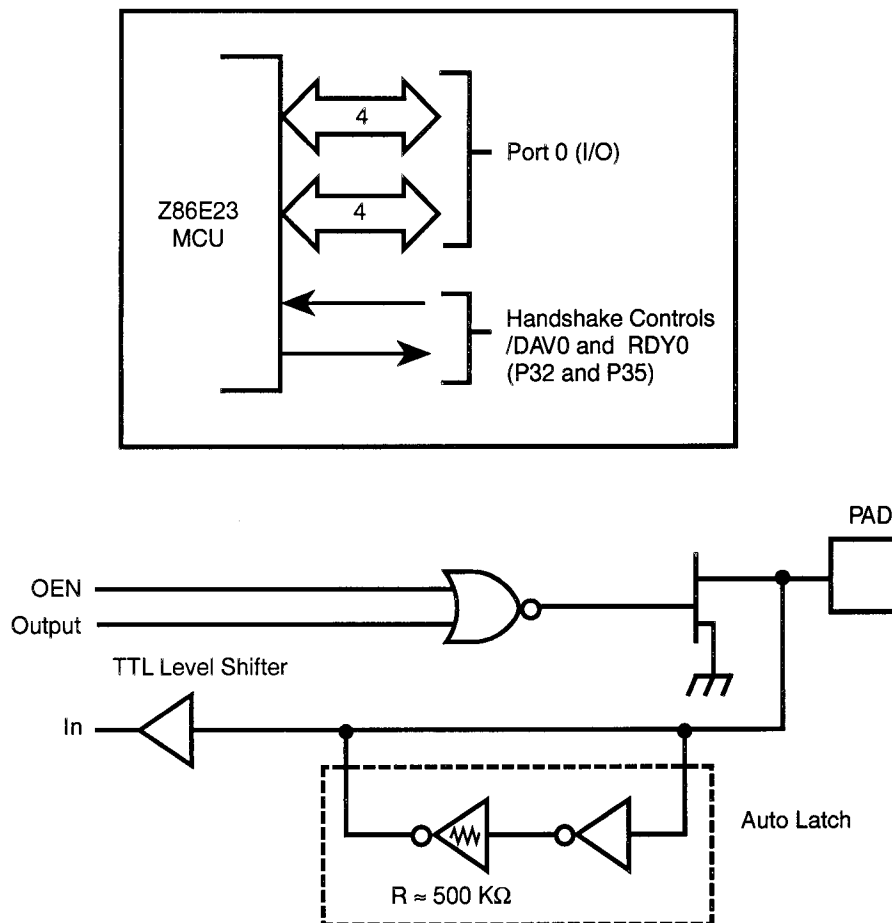 4
Port 0 (I/O)
Z86E23
MCU
4
Handshake Controls
/DAV0 and RDY0
(P32 and P35)
PAD
OEN
Output
TTL Level Shifter
In
Auto Latch
R ≈ 500 KΩ